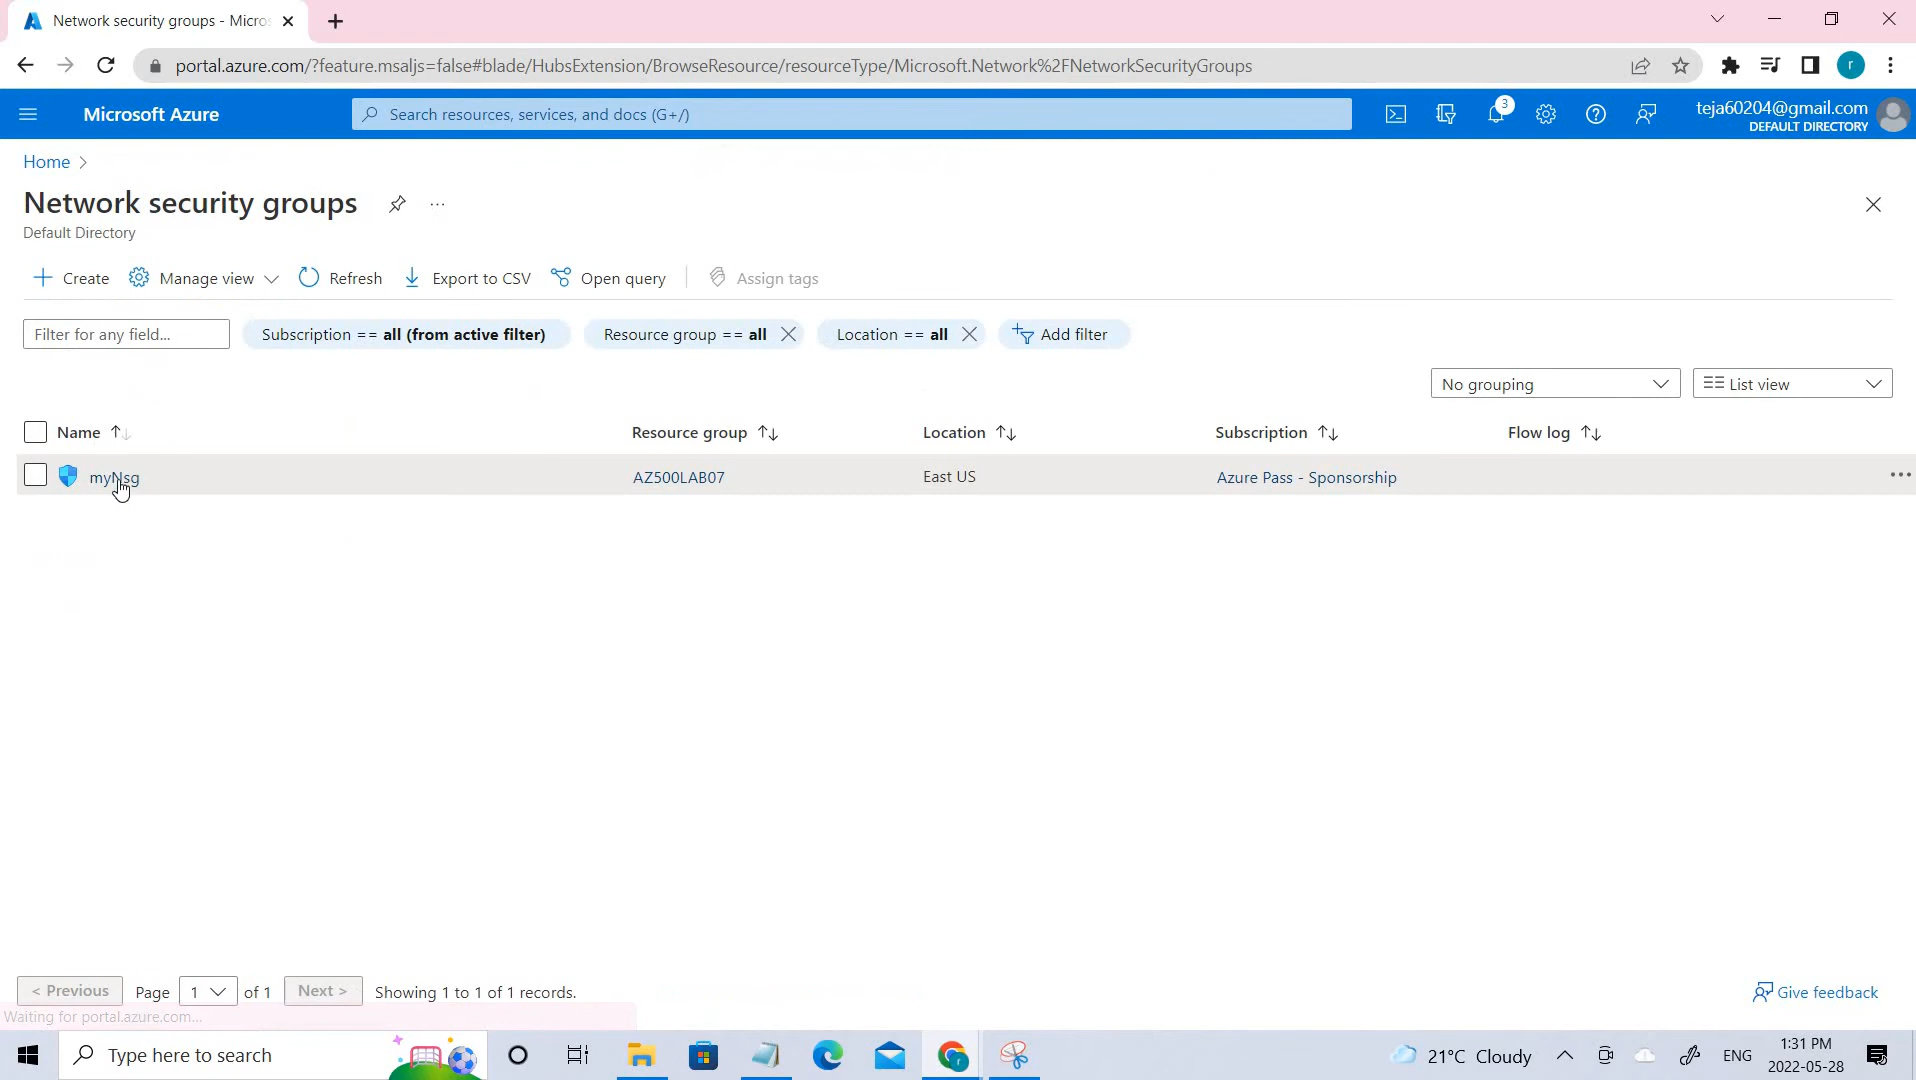 Network security groups - Micros
portal.azure.com/?feature.msaljs=false#blade/HubsExtension/BrowseResource/resourceType/Microsoft.Network%2FNetworkSecurityGroups
r
Microsoft Azure
Search resources, services, and docs (G+/)
3
teja60204@gmail.com
DEFAULT DIRECTORY
Home
Network security groups
Default Directory
Create
Manage view
Refresh
Export to CSV
Open query
Assign tags
Filter for any field...
Subscription == all (from active filter)
Resource group == all
Location == all
Add filter
No grouping
List view
Name
Resource group
Location
Subscription
Flow log
myNsg
AZ500LAB07
East US
Azure Pass - Sponsorship
< Previous
Page 1 of 1
Next >
Showing 1 to 1 of 1 records.
Give feedback
Waiting for portal.azure.com...
Type here to search
r
21°C Cloudy
ENG
1:31 PM
2022-05-28